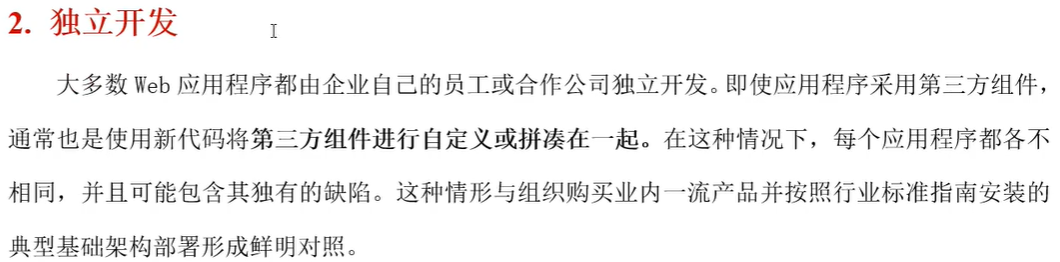 2. 独立开发
大多数 Web 应用程序都由企业自己的员工或合作公司独立开发。即使应用程序采用第三方组件，
通常也是使用新代码将第三方组件进行自定义或拼凑在一起。在这种情况下，每个应用程序都各不
相同，并且可能包含其独有的缺陷。这种情形与组织购买业内一流产品并按照行业标准指南安装的
典型基础架构部署形成鲜明对照。